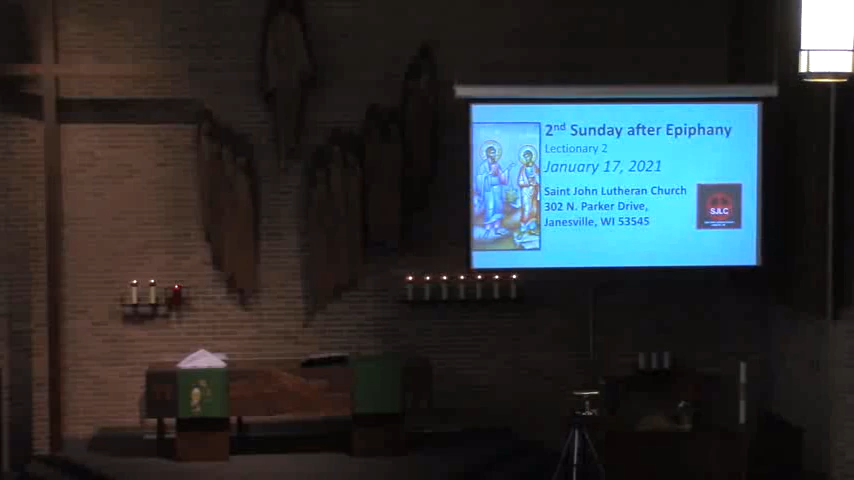 2nd Sunday after Epiphany
Lectionary 2
January 17, 2021
Saint John Lutheran Church
302 N. Parker Drive,
Janesville, WI 53545
SJLC